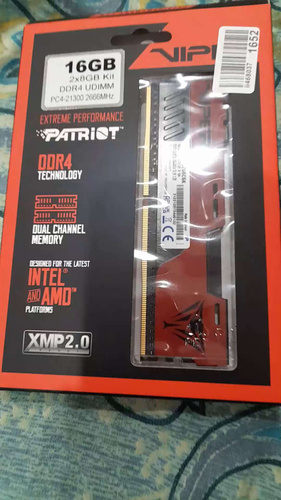 VIPE
16GB
2x8GB Kit
DDR4 UDIMM
PC4-21300 2666MHz
1652
EXTREME PERFORMANCE
PATRIOT
DDR4
TECHNOLOGY
DUAL CHANNEL
MEMORY
DESIGNED FOR THE LATEST
INTEL®
AND AMD™
PLATFORMS
XMP2.0